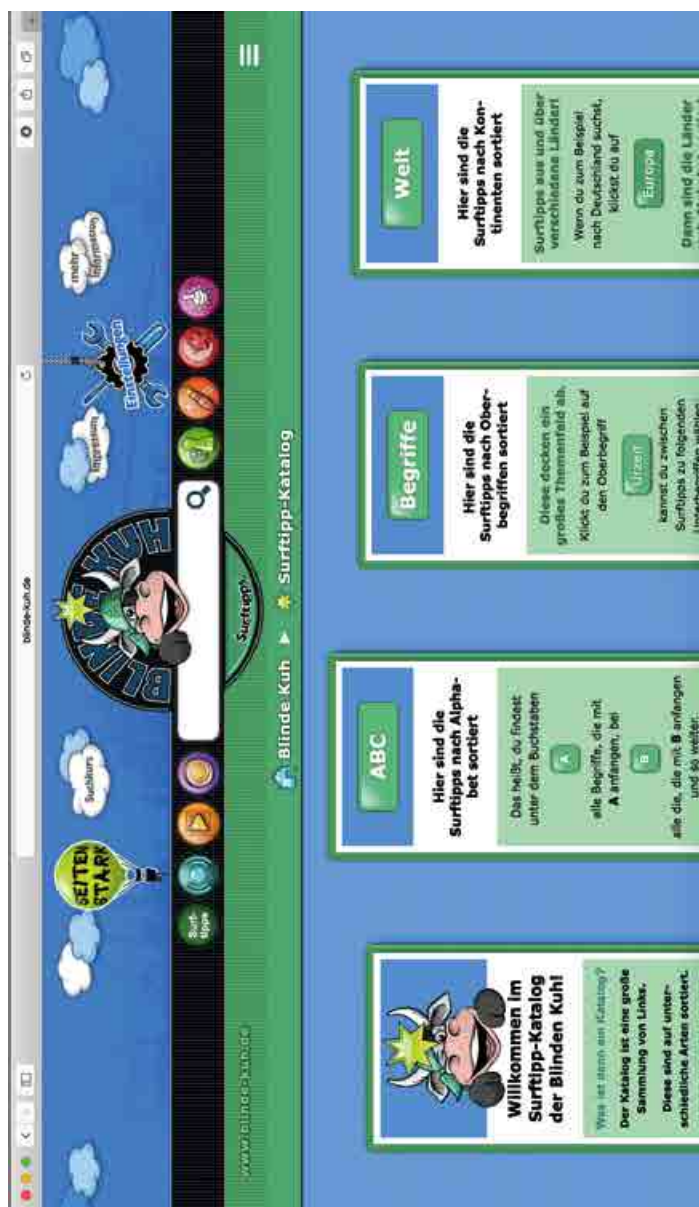 blinde-kuh.de
SEITEN
STARK
Suchkurs
BLINDE KUH
Impressum
Einstellungen
mehr
Information
Surf-
tipps
Surftipps
www.blinde-kuh.de
Blinde Kuh ► Surftipp-Katalog
Willkommen im
Surftipp-Katalog
der Blinden Kuh!
Was ist denn ein Katalog?
Der Katalog ist eine große
Sammlung von Links.
Diese sind auf unter-
schiedliche Arten sortiert.
ABC
Hier sind die
Surftipps nach Alpha-
bet sortiert
Das heißt, du findest
unter dem Buchstaben
A
alle Begriffe, die mit
A anfangen, bei
B
alle die, die mit B anfangen
und so weiter.
Begriffe
Hier sind die
Surftipps nach Ober-
begriffen sortiert
Diese decken ein
großes Themenfeld ab.
Klickt du zum Beispiel auf
den Oberbegriff
Urzeit
kannst du zwischen
Surftipps zu folgenden
Unterbegriffen wählen
Welt
Hier sind die
Surftipps nach Kon-
tinenten sortiert
Surftipps aus und über
verschiedene Länder!
Wenn du zum Beispiel
nach Deutschland suchst,
klickst du auf
Europa
Dann sind die Länder